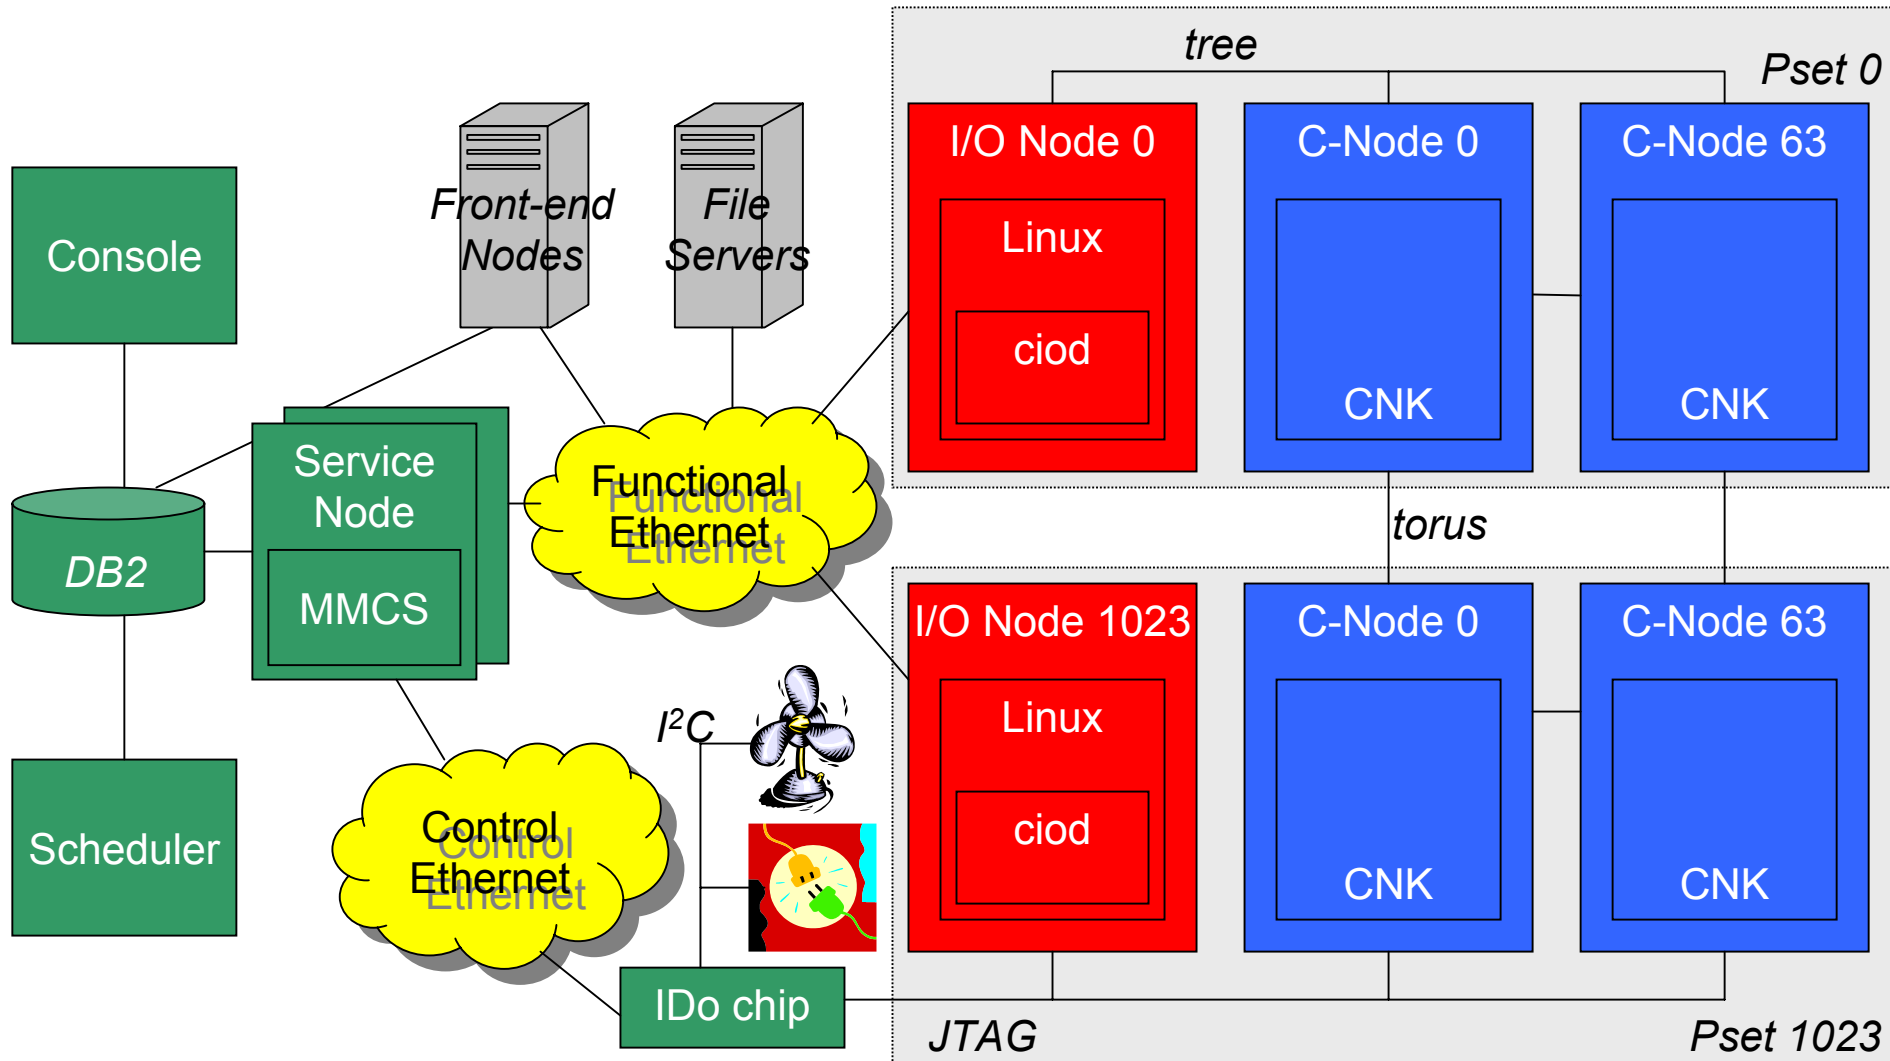 tree
Pset 0
I/O Node 0
C-Node 0
C-Node 63
Front-end
Nodes
File
Servers
Console
Linux
ciod
CNK
CNK
Service
Node
MMCS
Functional
Ethernet
DB2
torus
I/O Node 1023
C-Node 0
C-Node 63
Linux
ciod
CNK
CNK
I²C
Scheduler
Control
Ethernet
IDo chip
JTAG
Pset 1023